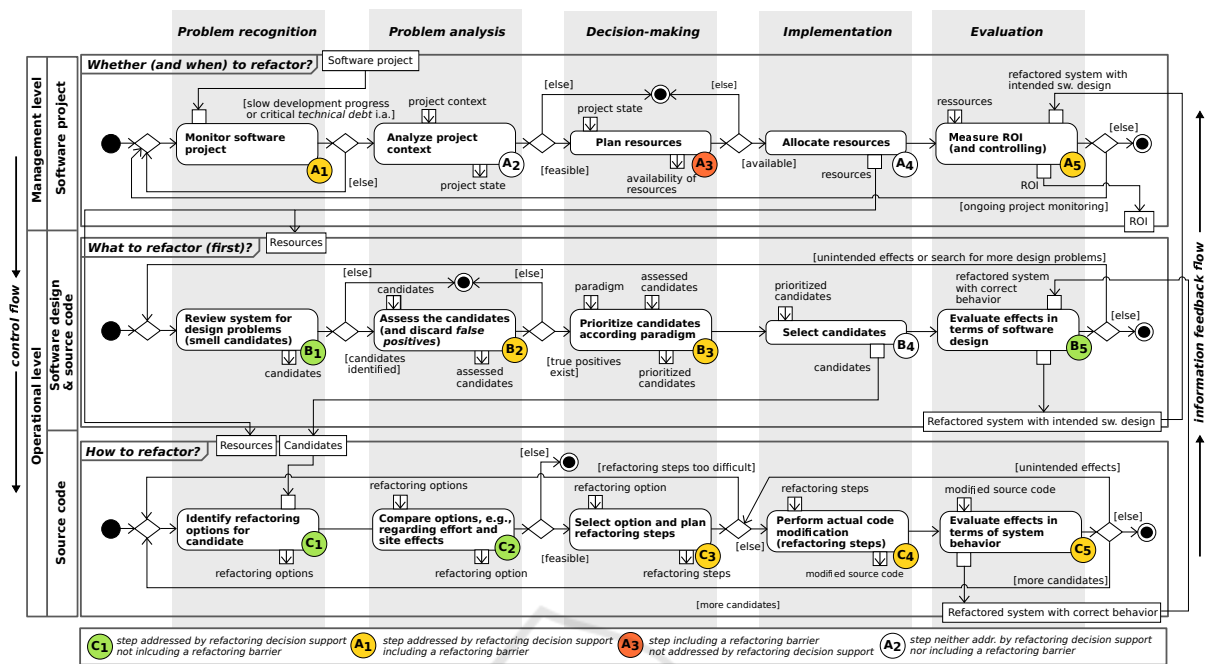 Problem recognition
Problem analysis
Decision-making
Implementation
Evaluation
control flow
Management level
Software project
Whether (and when) to refactor?
Software project
[slow development progress
or critical technical debt i.a.]
Monitor software
project
A1
[else]
project context
Analyze project
context
A2
project state
[else]
[feasible]
project state
Plan resources
A3
availability of
resources
[else]
[available]
Allocate resources
A4
resources
ressources
refactored system with
intended sw. design
Measure ROI
(and controlling)
A5
ROI
[else]
[ongoing project monitoring]
ROI
Resources
information feedback flow
Operational level
Software design
& source code
What to refactor (first)?
[unintended effects or search for more design problems]
Review system for
design problems
(smell candidates)
B1
candidates
[else]
[candidates
identified]
candidates
Assess the candidates
(and discard false
positives)
B2
assessed
candidates
[else]
[true positives
exist]
paradigm
assessed
candidates
Prioritize candidates
according paradigm
B3
prioritized
candidates
prioritized
candidates
Select candidates
B4
candidates
refactored system
with correct
behavior
Evaluate effects in
terms of software
design
B5
[else]
Refactored system with intended sw. design
Resources
Candidates
Source code
How to refactor?
Identify refactoring
options for
candidate
C1
refactoring options
refactoring options
Compare options, e.g.,
regarding effort and
site effects
C2
refactoring option
[else]
[feasible]
[refactoring steps too difficult]
refactoring option
Select option and plan
refactoring steps
C3
refactoring steps
[else]
refactoring steps
Perform actual code
modification
(refactoring steps)
C4
modified source code
[unintended effects]
modified source code
Evaluate effects in
terms of system
behavior
C5
[else]
[more candidates]
[more candidates]
Refactored system with correct behavior
C1 step addressed by refactoring decision support
not inlcuding a refactoring barrier
A1 step addressed by refactoring decision support
including a refactoring barrier
A3 step including a refactoring barrier
not addressed by refactoring decision support
A2 step neither addr. by refactoring decision support
nor including a refactoring barrier